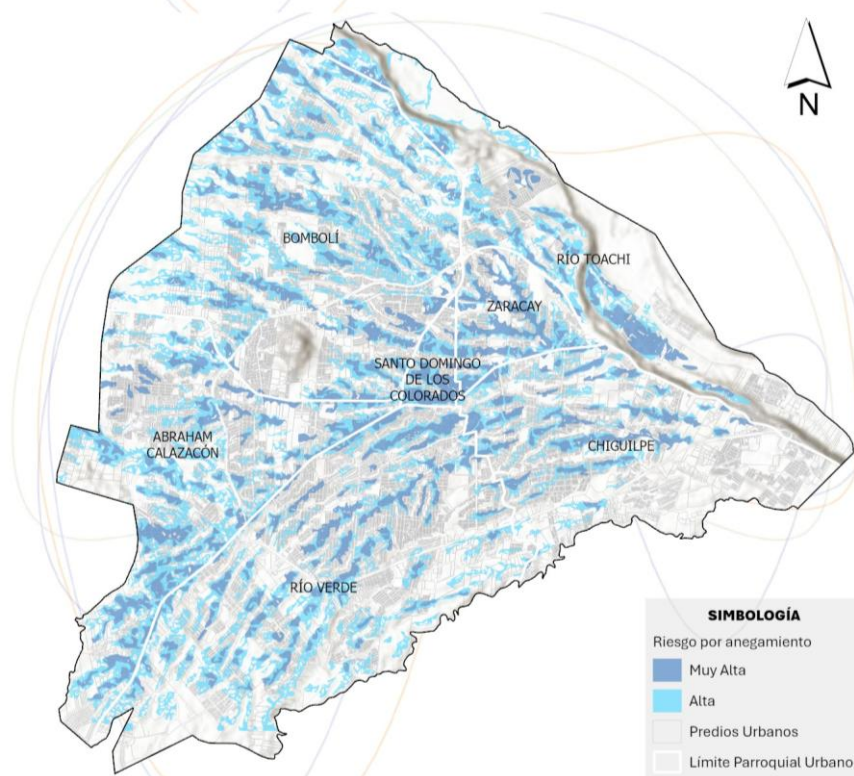 N
BOMBOLÍ
RÍO TOACHI
ZARACAY
SANTO DOMINGO
DE LOS
COLORADOS
ABRAHAM
CALAZACÓN
CHIGUILPE
RÍO VERDE
SIMBOLOGÍA
Riesgo por anegamiento
Muy Alta
Alta
Predios Urbanos
Límite Parroquial Urbano